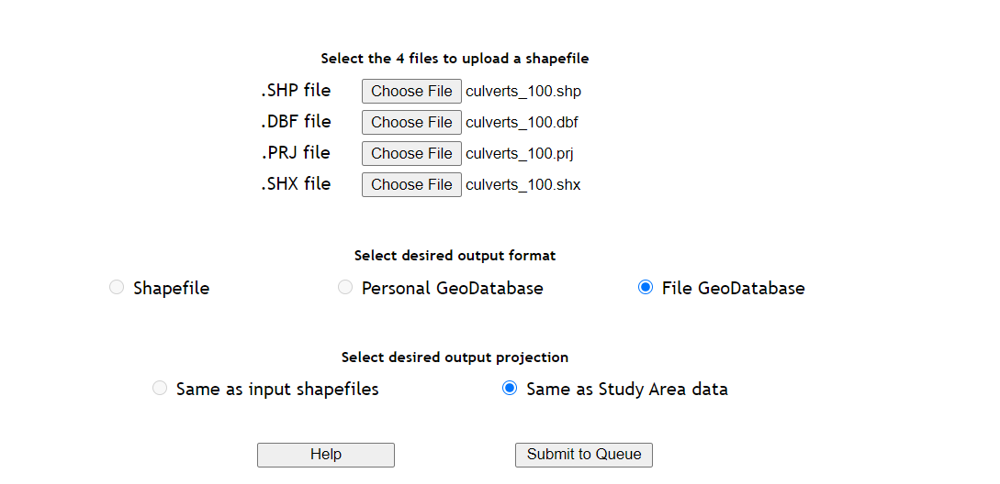 Select the 4 files to upload a shapefile
.SHP file Choose File culverts_100.shp
.DBF file Choose File culverts_100.dbf
.PRJ file Choose File culverts_100.prj
.SHX file Choose File culverts_100.shx
Select desired output format
Shapefile Personal GeoDatabase File GeoDatabase
Select desired output projection
Same as input shapefiles Same as Study Area data
Help Submit to Queue